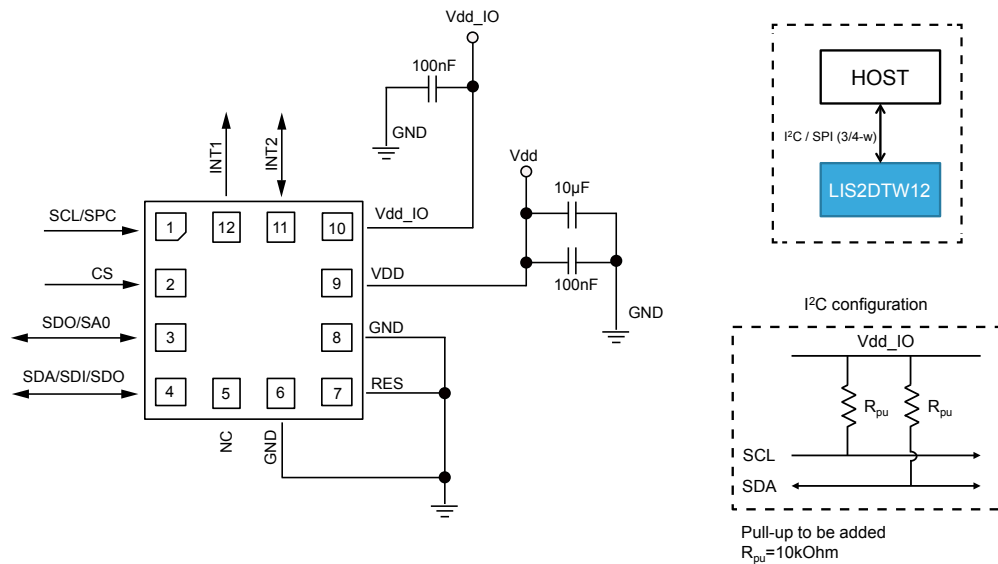 Vdd_IO
100nF
GND
INT1
INT2
Vdd
10µF
100nF
GND
SCL/SPC
CS
SDO/SA0
SDA/SDI/SDO
1
12
11
10
2
9
3
8
4
5
6
7
Vdd_IO
VDD
GND
RES
NC
GND
HOST
I²C / SPI (3/4-w)
LIS2DTW12
I²C configuration
Vdd_IO
Rpu
Rpu
SCL
SDA
Pull-up to be added
Rpu=10kOhm